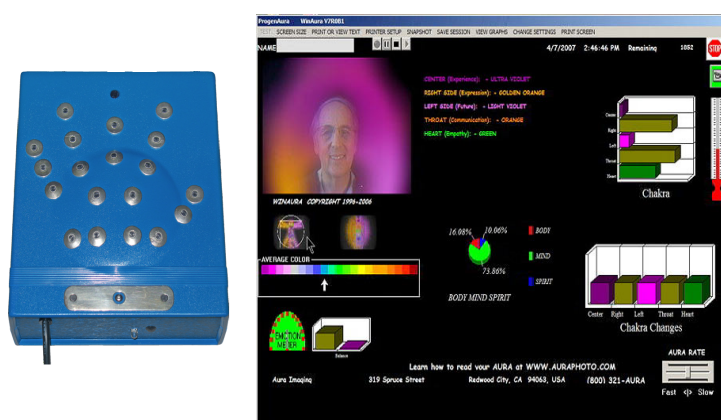 ProgenAura WinAura V7R0B1
TEST SCREEN SIZE PRINT OR VIEW TEXT PRINTER SETUP SNAPSHOT SAVE SESSION VIEW GRAPHS CHANGE SETTINGS PRINT SCREEN
NAME
4/7/2007 2:46:46 PM Remaining 1052
STOP
CENTER (Experience): - ULTRA VIOLET
RIGHT SIDE (Expression): - GOLDEN ORANGE
LEFT SIDE (Future): - LIGHT VIOLET
THROAT (Communication): - ORANGE
HEART (Empathy): - GREEN
Center
Right
Left
Throat
Heart
Chakra
WINAURA COPYRIGHT 1996-2006
AVERAGE COLOR
16.08% 10.06%
73.86%
BODY
MIND
SPIRIT
BODY MIND SPIRIT
Center Right Left Throat Heart
Chakra Changes
EMOTION
METER
Balance
AURA RATE
Fast <|> Slow
Learn how to read your AURA at WWW.AURAPHOTO.COM
Aura Imaging 319 Spruce Street Redwood City, CA 94063, USA (800) 321-AURA